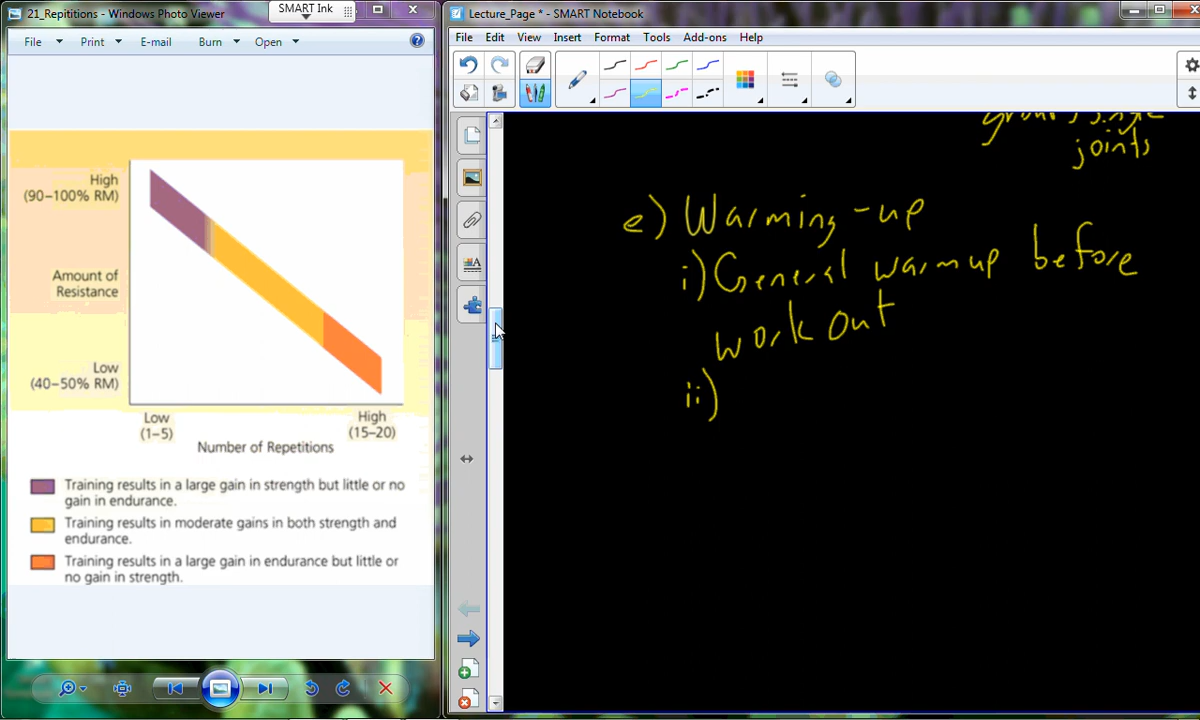 21_Repititions - Windows Photo Viewer
SMART Ink
File Print E-mail Burn Open
High
(90–100% RM)
Amount of
Resistance
Low
(40–50% RM)
Low
(1–5)
High
(15–20)
Number of Repetitions
Training results in a large gain in strength but little or no
gain in endurance.
Training results in moderate gains in both strength and
endurance.
Training results in a large gain in endurance but little or
no gain in strength.
Lecture_Page * - SMART Notebook
File Edit View Insert Format Tools Add-ons Help
joints
e) Warming-up
i) General warmup before
work out
ii)